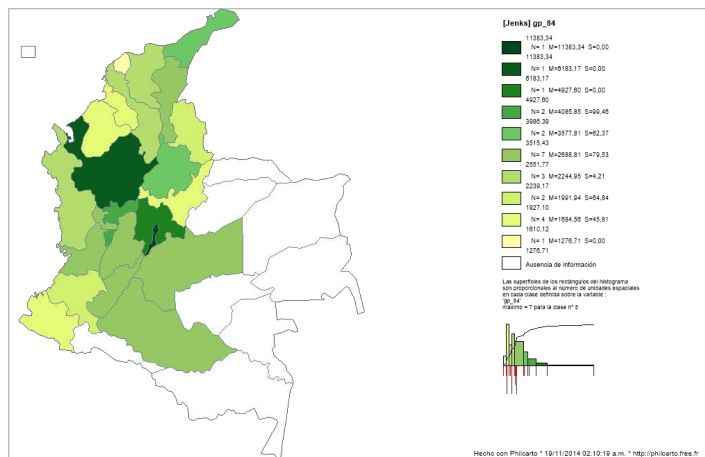 [Jenks] gp_84
11383,34
N= 1 M=11383,34 S=0,00
11383,34
N= 1 M=6183,17 S=0,00
6183,17
N= 1 M=4927,60 S=0,00
4927,60
N= 2 M=4085,85 S=99,46
3986,39
N= 2 M=3577,81 S=62,37
3515,43
N= 7 M=2688,81 S=79,53
2551,77
N= 3 M=2244,95 S=4,21
2239,17
N= 2 M=1991,94 S=64,84
1927,10
N= 4 M=1684,56 S=45,81
1610,12
N= 1 M=1276,71 S=0,00
1276,71
Ausencia de información
Las superficies de los rectángulos del histograma
son proporcionales al número de unidades espaciales
en cada clase definida sobre la variable :
'gp_84'
máximo = 7 para la clase n° 5
Hecho con Philcarto * 19/11/2014 02:10:19 a.m. * http://philcarto.free.fr